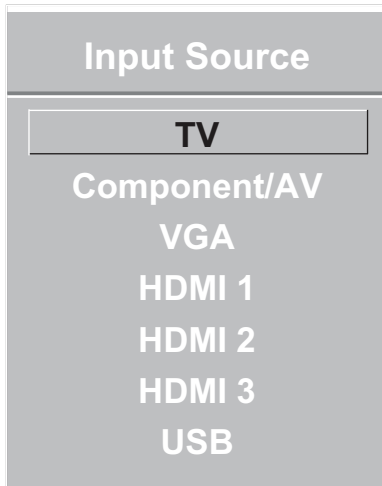 Input Source
TV
Component/AV
VGA
HDMI 1
HDMI 2
HDMI 3
USB